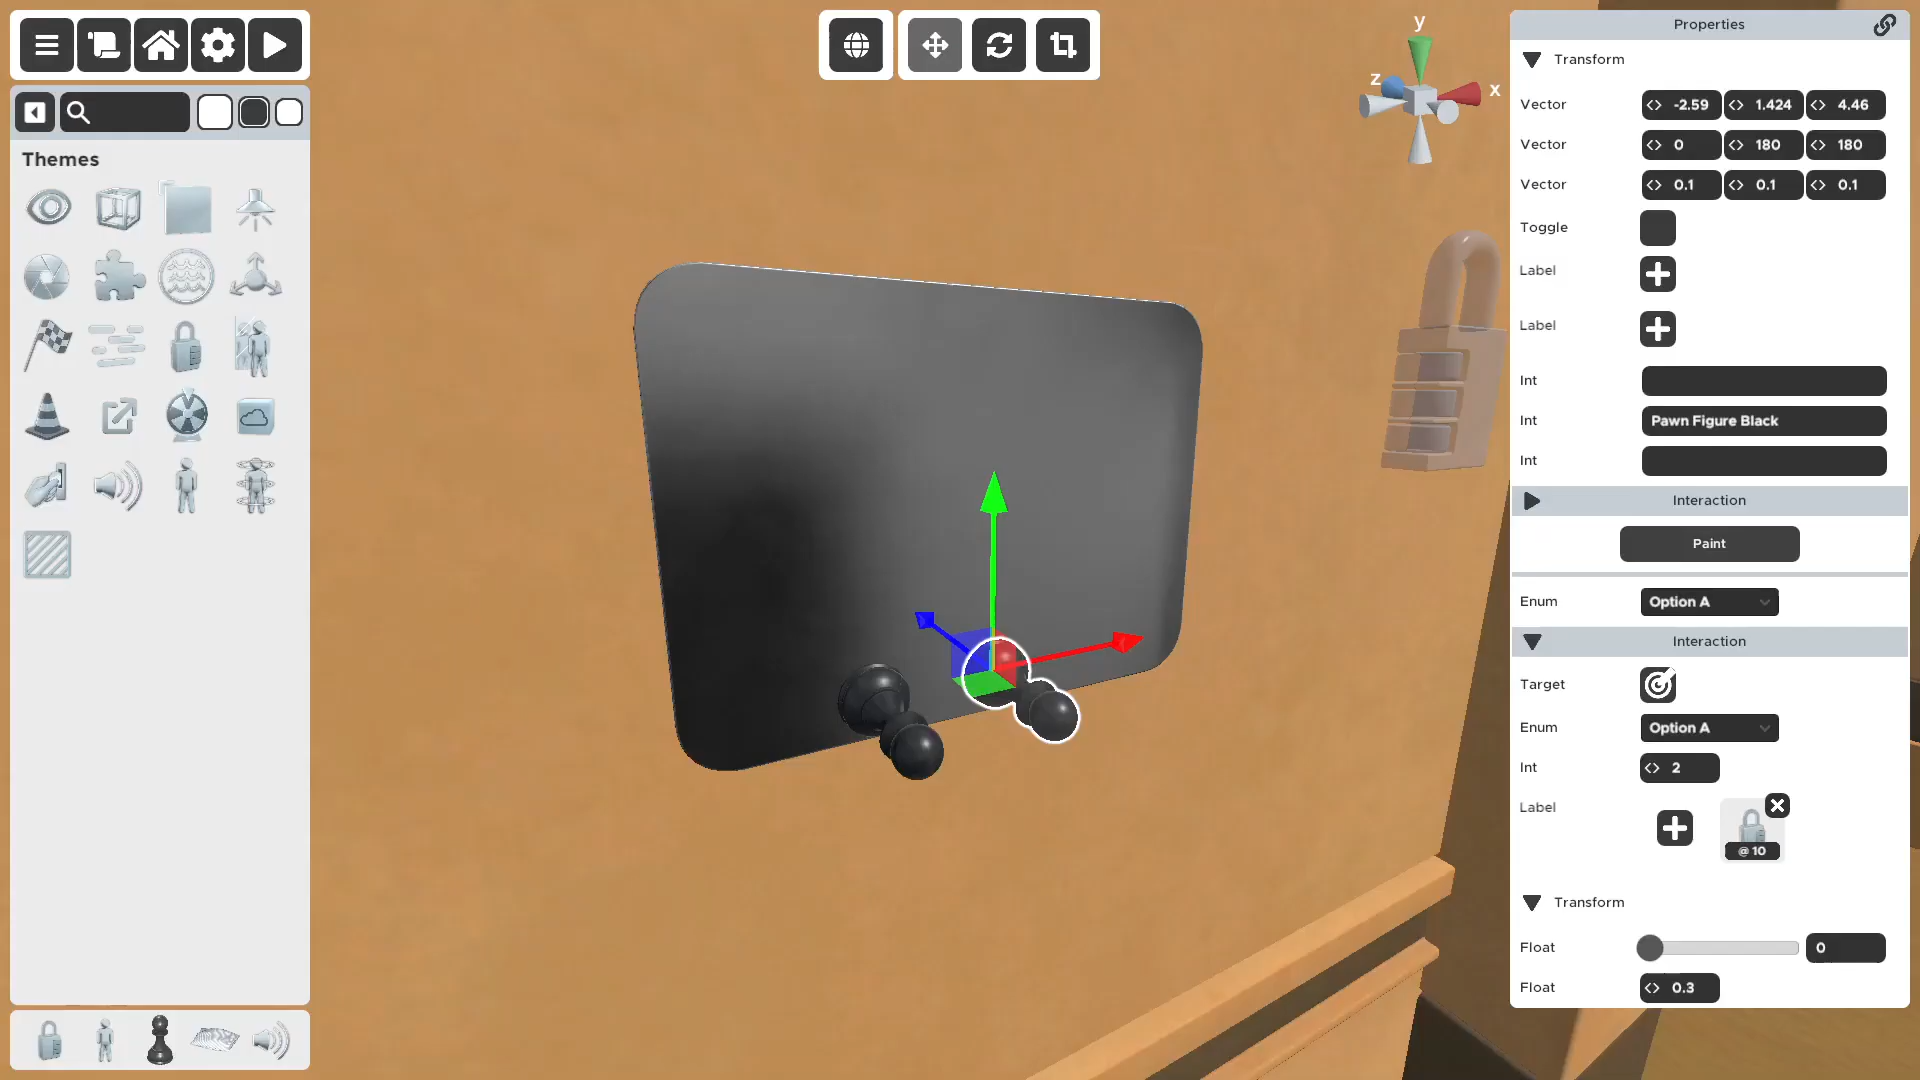 Themes
y
z
x
Properties
Transform
Vector -2.59 1.424 4.46
Vector 0 180 180
Vector 0.1 0.1 0.1
Toggle
Label
Label
Int
Int Pawn Figure Black
Int
Interaction
Paint
Enum Option A
Interaction
Target
Enum Option A
Int 2
Label
@ 10
Transform
Float 0
Float 0.3